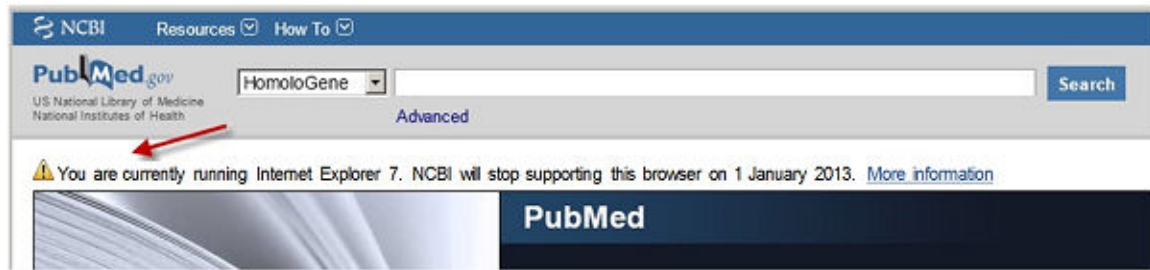 NCBI Resources How To
PubMed.gov
US National Library of Medicine
National Institutes of Health
HomoloGene
Search
Advanced
You are currently running Internet Explorer 7. NCBI will stop supporting this browser on 1 January 2013. More information
PubMed